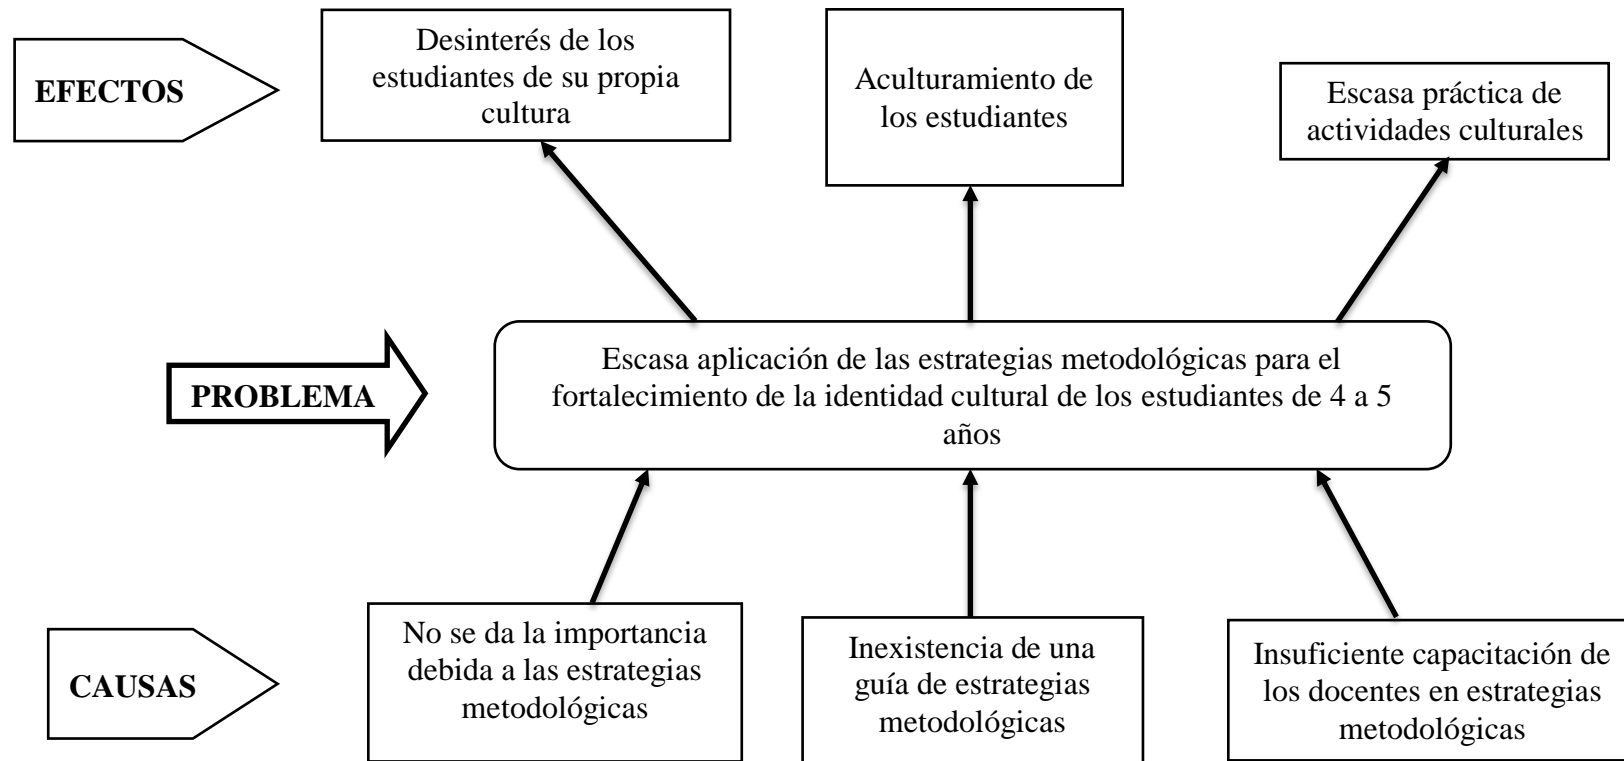 EFECTOS
Desinterés de los
estudiantes de su propia
cultura
Aculturamiento de
los estudiantes
Escasa práctica de
actividades culturales
PROBLEMA
Escasa aplicación de las estrategias metodológicas para el
fortalecimiento de la identidad cultural de los estudiantes de 4 a 5
años
CAUSAS
No se da la importancia
debida a las estrategias
metodológicas
Inexistencia de una
guía de estrategias
metodológicas
Insuficiente capacitación de
los docentes en estrategias
metodológicas